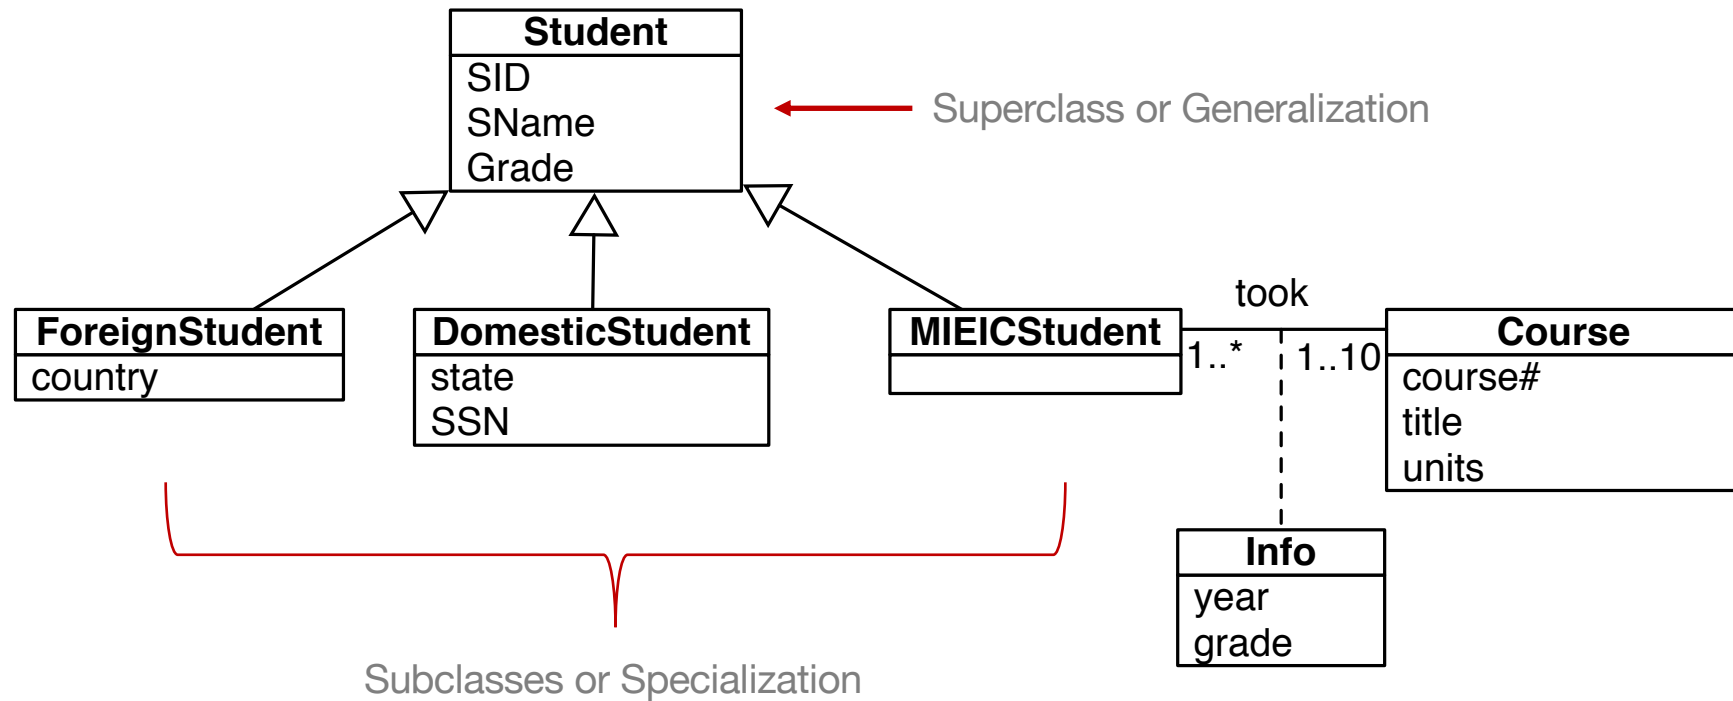 Student
SID
SName
Grade
Superclass or Generalization
ForeignStudent
country
DomesticStudent
state
SSN
MIEICStudent
took
1..*
1..10
Course
course#
title
units
Info
year
grade
Subclasses or Specialization